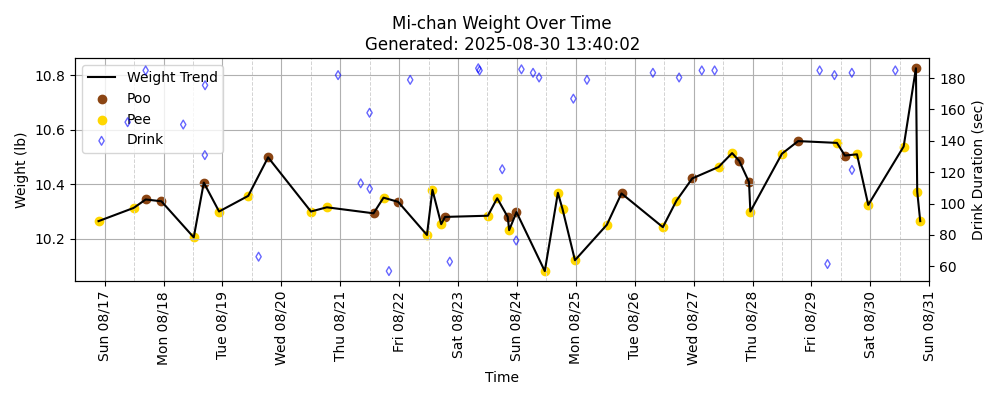 Mi-chan Weight Over Time
Generated: 2025-08-30 13:40:02
Weight (lb)
10.8
10.6
10.4
10.2
Weight Trend
Poo
Pee
Drink
180
160
140
120
100
80
60
Drink Duration (sec)
Sun 08/17
Mon 08/18
Tue 08/19
Wed 08/20
Thu 08/21
Fri 08/22
Sat 08/23
Sun 08/24
Mon 08/25
Tue 08/26
Wed 08/27
Thu 08/28
Fri 08/29
Sat 08/30
Sun 08/31
Time